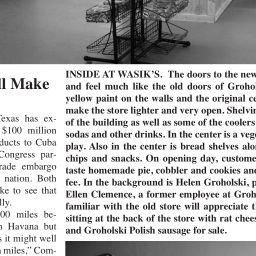 ll Make
Texas has ex-
$100 million
ducts to Cuba
Congress par-
rade embargo
nation. Both
ke to see that
lly.
00 miles be-
n Havana but
s it might well
miles,” Com-
INSIDE AT WASIK’S. The doors to the new
and feel much like the old doors of Grohol
yellow paint on the walls and the original ce
make the store lighter and very open. Shelvin
of the building as well as some of the coolers
sodas and other drinks. In the center is a vege
play. Also in the center is bread shelves alon
chips and snacks. On opening day, custome
taste homemade pie, cobbler and cookies and
fee. In the background is Helen Groholski, p
Ellen Clemence, a former employee at Groh
familiar with the old store will appreciate th
sitting at the back of the store with rat chees
and Groholski Polish sausage for sale.